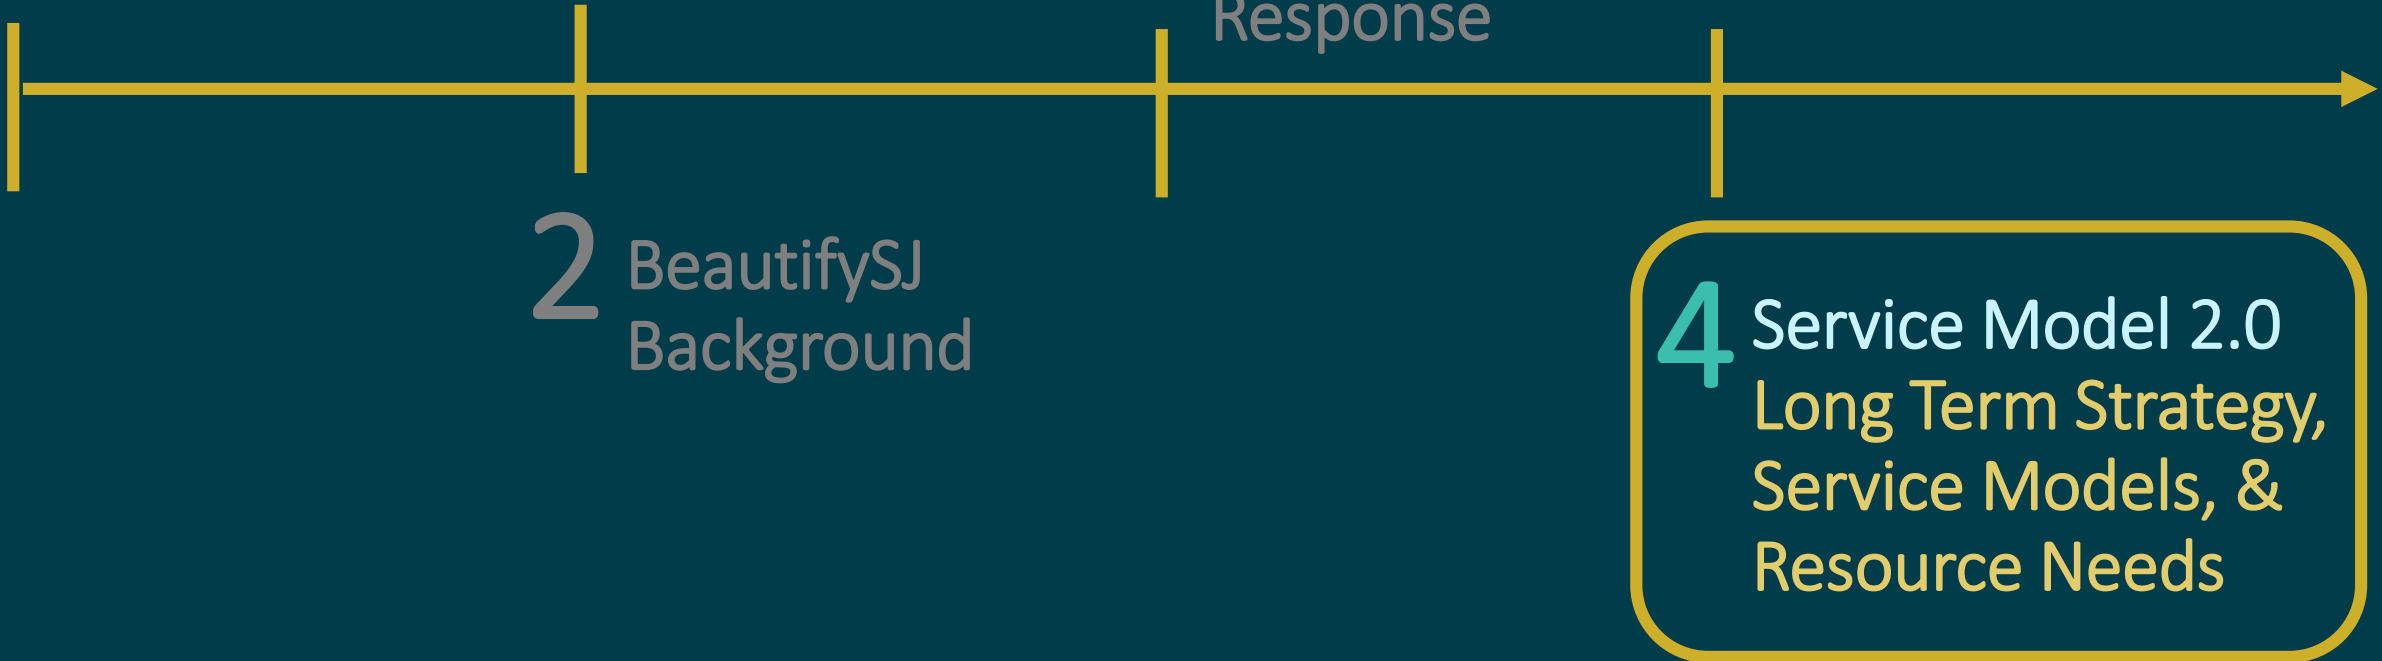 Response
2 BeautifySJ
Background
4 Service Model 2.0
Long Term Strategy,
Service Models, &
Resource Needs